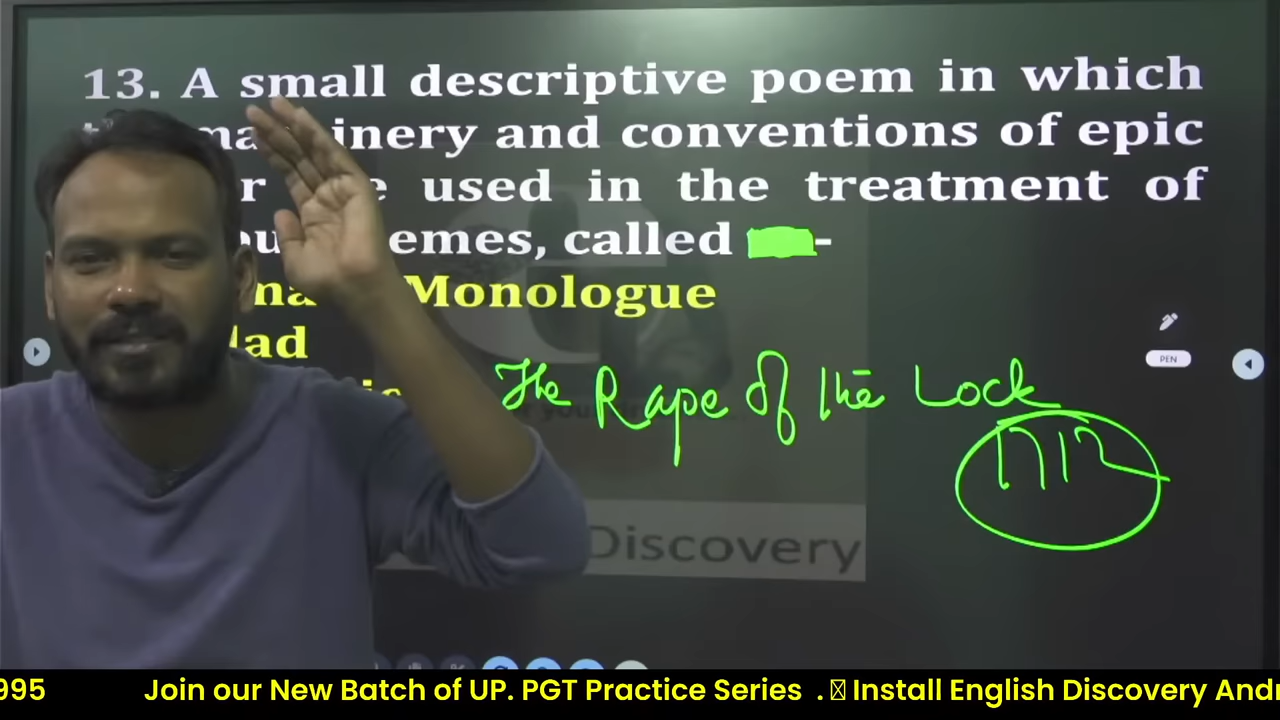 13. A small descriptive poem in which
inery and conventions of epic
used in the treatment of
emes, called -
Monologue
The Rape of the Lock
1712
Discovery
PEN
995 Join our New Batch of UP. PGT Practice Series . Install English Discovery Andr